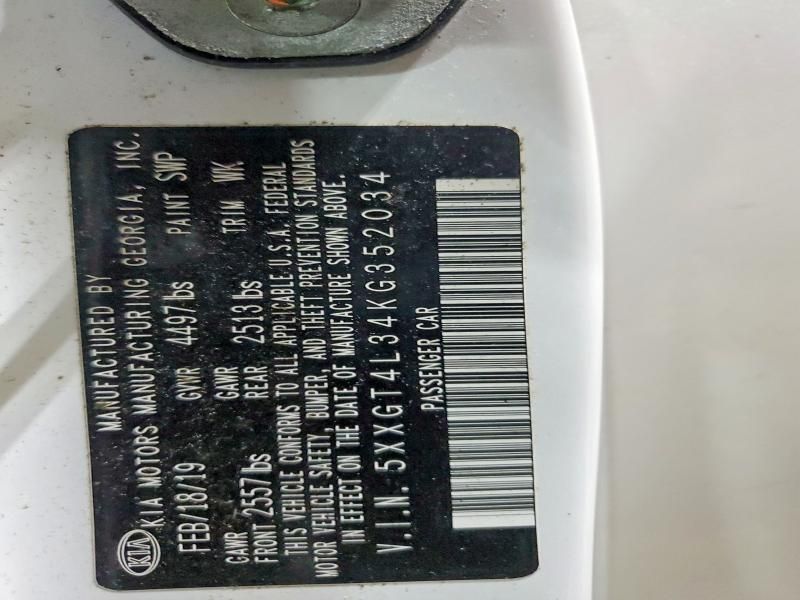 MANUFACTURED BY
KIA KIA MOTORS MANUFACTURING GEORGIA, INC.
FEB/18/19 GVWR 4497lbs PAINT SWP
GAWR FRONT 2557lbs GAWR REAR 2513lbs TRIM WK
THIS VEHICLE CONFORMS TO ALL APPLICABLE U.S.A. FEDERAL
MOTOR VEHICLE SAFETY, BUMPER, AND THEFT PREVENTION STANDARDS
IN EFFECT ON THE DATE OF MANUFACTURE SHOWN ABOVE.
V.I.N. 5XXGT4L34KG352034
PASSENGER CAR